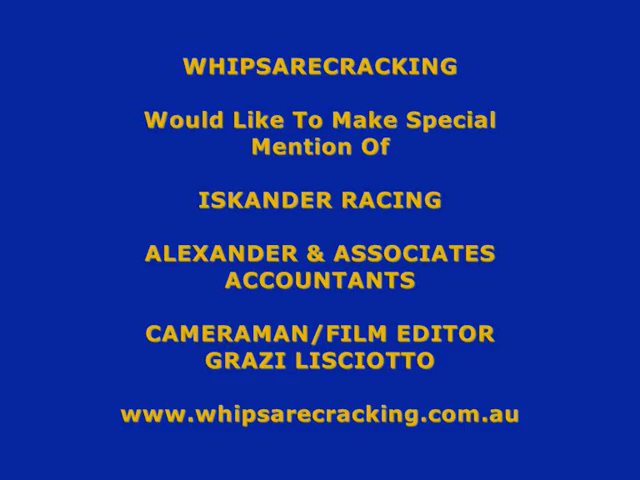 WHIPSARECRACKING
Would Like To Make Special
Mention Of
ISKANDER RACING
ALEXANDER & ASSOCIATES
ACCOUNTANTS
CAMERAMAN/FILM EDITOR
GRAZI LISCIOTTO
www.whipsarecracking.com.au